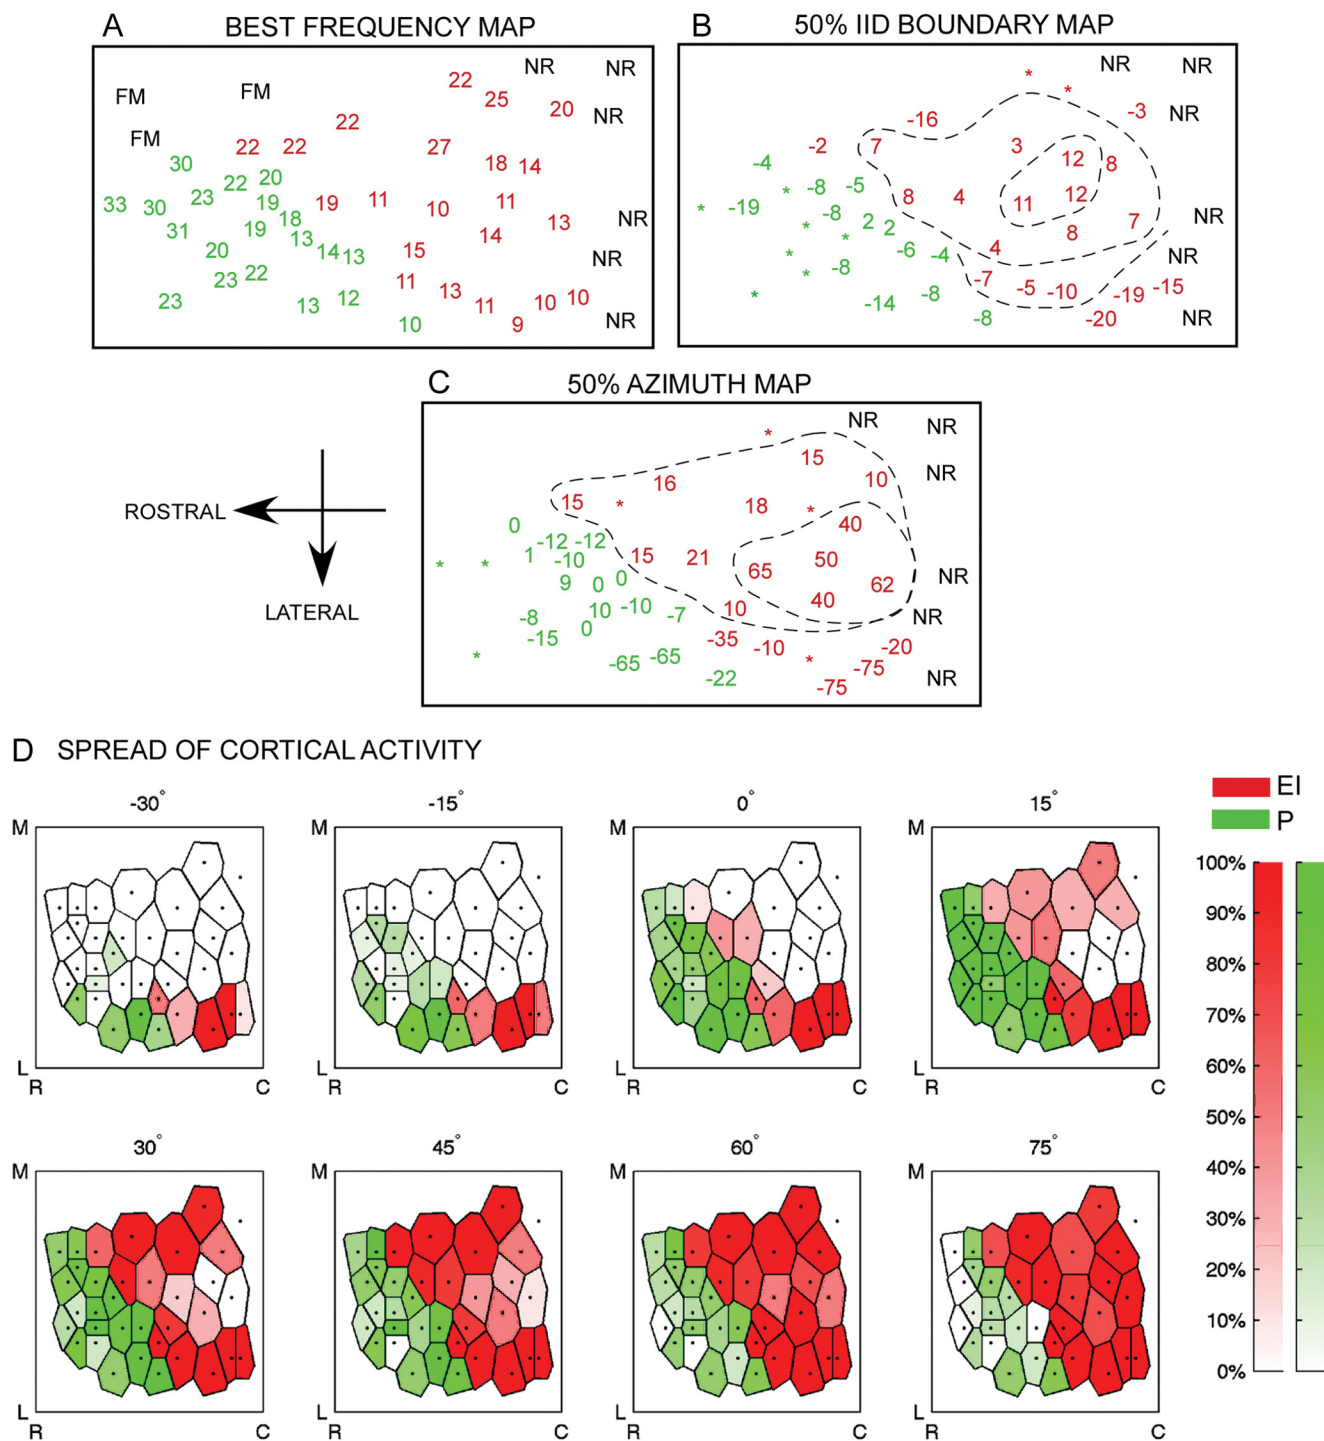 A BEST FREQUENCY MAP
NR NR
22
FM FM 25 20 NR
22
FM 22 22 27
30 18 14
22 20
33 30 23 19 19 11 10 11
31 19 18 13 14 13 NR
20 14 13 15 NR
23 22 11
23 13 12 13 11 10 10
10 9 NR
B 50% IID BOUNDARY MAP
* * NR NR
-16 -3 NR
-2 7 3 12 8
-4
* -8 -5 8 4 12
* -19 -8 2 2 11 7 NR
* * 8
* -6 -4 4 NR
* -8 -7 -5 -10 -19 -15
* -14 -8
-8 -20 NR
C 50% AZIMUTH MAP
* NR NR
15
16 10 NR
15 * 18 * 40
0
-12 -12
* * 1 -10 15 21 65 50
9 0 0 62 NR
-8 10 -10 -7 10 40 NR
-15 0 -35 -10 -20
* -65 -65 * -75
-22 -75 NR
ROSTRAL
LATERAL
D SPREAD OF CORTICAL ACTIVITY
-30° -15° 0° 15°
EI
P
M M M M
100%
90%
80%
70%
60%
50%
40%
30%
20%
10%
0%
L L L L
R C R C R C R C
30° 45° 60° 75°
M M M M
L L L L
R C R C R C R C